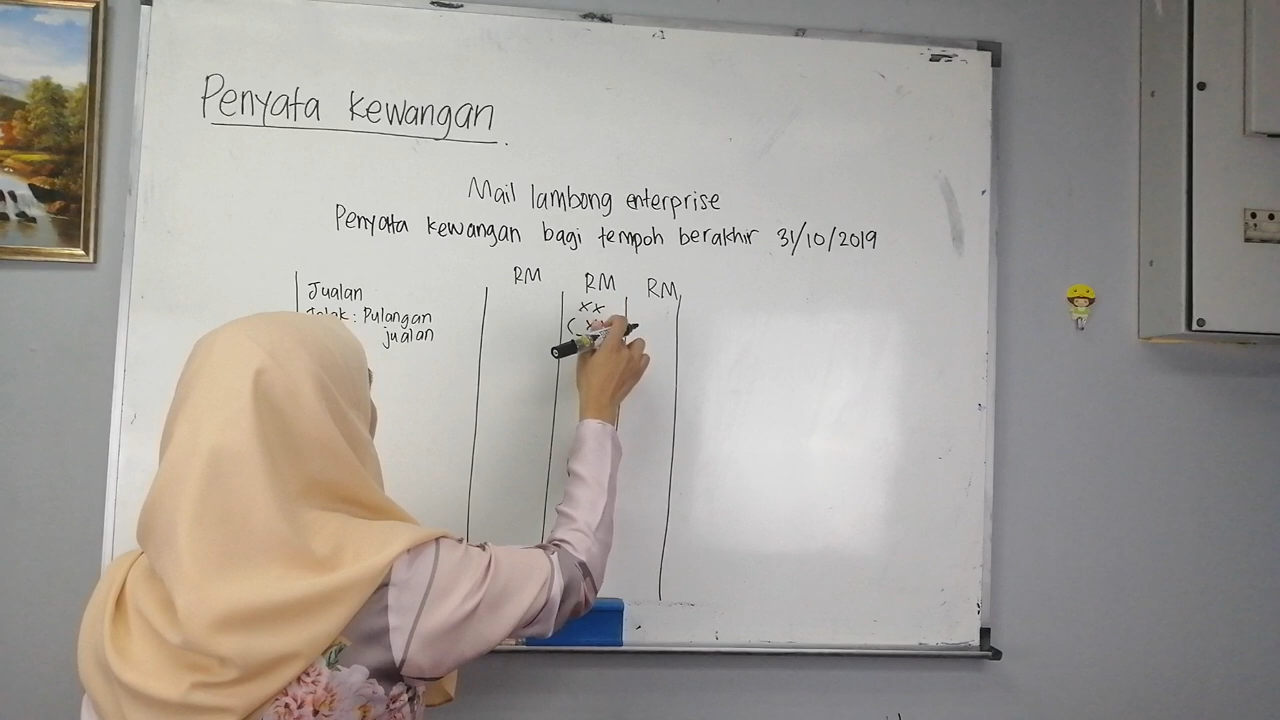 Penyata kewangan.
Mail lambong enterprise
Penyata kewangan bagi tempoh berakhir 31/10/2019
RM RM RM
Jualan xx
Tolak: Pulangan
jualan